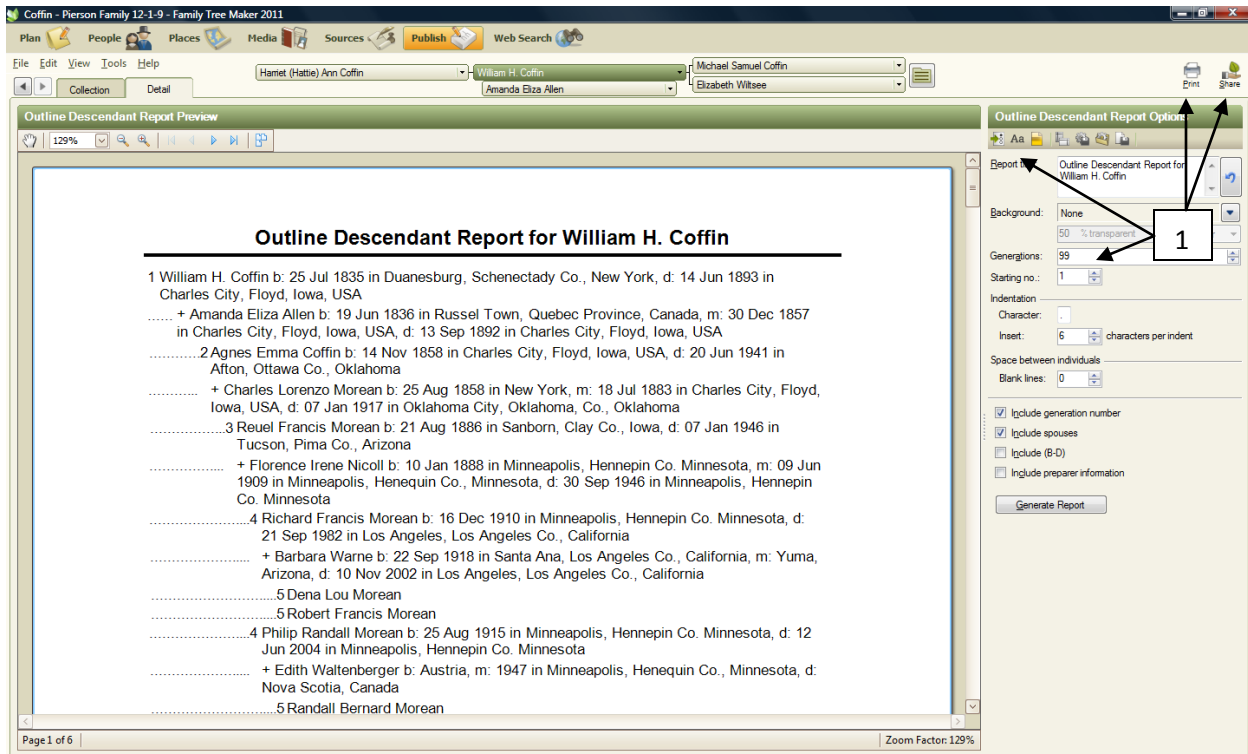 Coffin - Pierson Family 12-1-9 - Family Tree Maker 2011
Plan People Places Media Sources Publish Web Search
File Edit View Tools Help
Harriet (Hattie) Ann Coffin
William H. Coffin
Amanda Eliza Allen
Michael Samuel Coffin
Elizabeth Wiltsee
Print Share
Collection Detail
Outline Descendant Report Preview
129%
Outline Descendant Report for William H. Coffin
1 William H. Coffin b: 25 Jul 1835 in Duanesburg, Schenectady Co., New York, d: 14 Jun 1893 in
Charles City, Floyd, Iowa, USA
...... + Amanda Eliza Allen b: 19 Jun 1836 in Russel Town, Quebec Province, Canada, m: 30 Dec 1857
in Charles City, Floyd, Iowa, USA, d: 13 Sep 1892 in Charles City, Floyd, Iowa, USA
............2 Agnes Emma Coffin b: 14 Nov 1858 in Charles City, Floyd, Iowa, USA, d: 20 Jun 1941 in
Afton, Ottawa Co., Oklahoma
............ + Charles Lorenzo Morean b: 25 Aug 1858 in New York, m: 18 Jul 1883 in Charles City, Floyd,
Iowa, USA, d: 07 Jan 1917 in Oklahoma City, Oklahoma, Co., Oklahoma
..................3 Reuel Francis Morean b: 21 Aug 1886 in Sanborn, Clay Co., Iowa, d: 07 Jan 1946 in
Tucson, Pima Co., Arizona
.................. + Florence Irene Nicoll b: 10 Jan 1888 in Minneapolis, Hennepin Co. Minnesota, m: 09 Jun
1909 in Minneapolis, Henequin Co., Minnesota, d: 30 Sep 1946 in Minneapolis, Hennepin
Co. Minnesota
........................4 Richard Francis Morean b: 16 Dec 1910 in Minneapolis, Hennepin Co. Minnesota, d:
21 Sep 1982 in Los Angeles, Los Angeles Co., California
........................ + Barbara Warne b: 22 Sep 1918 in Santa Ana, Los Angeles Co., California, m: Yuma,
Arizona, d: 10 Nov 2002 in Los Angeles, Los Angeles Co., California
..............................5 Dena Lou Morean
..............................5 Robert Francis Morean
........................4 Philip Randall Morean b: 25 Aug 1915 in Minneapolis, Hennepin Co. Minnesota, d: 12
Jun 2004 in Minneapolis, Hennepin Co. Minnesota
........................ + Edith Waltenberger b: Austria, m: 1947 in Minneapolis, Henequin Co., Minnesota, d:
Nova Scotia, Canada
..............................5 Randall Bernard Morean
Page 1 of 6
Zoom Factor: 129%
Outline Descendant Report Options
Aa
Report
Outline Descendant Report for
William H. Coffin
Background: None
50 % transparent
1
Generations: 99
Starting no.: 1
Indentation
Character: .
Insert: 6 characters per indent
Space between individuals
Blank lines: 0
Include generation number
Include spouses
Include (B-D)
Include preparer information
Generate Report